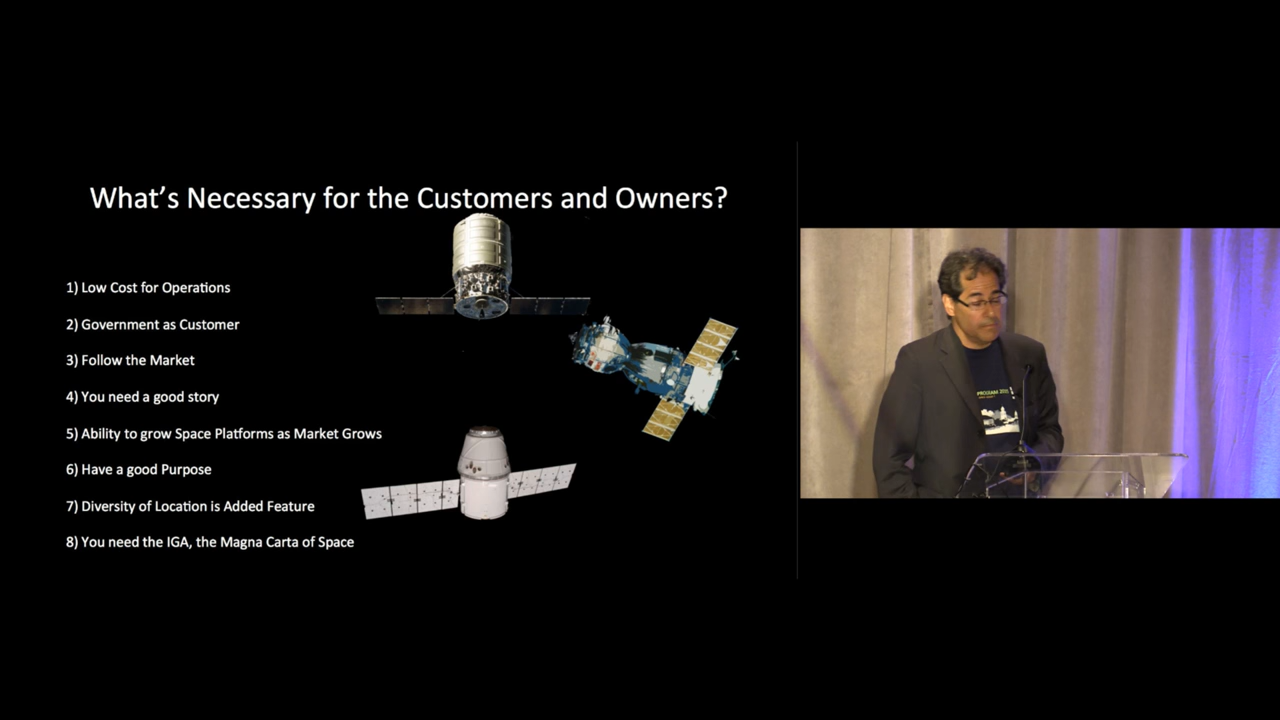 What's Necessary for the Customers and Owners?
1) Low Cost for Operations
2) Government as Customer
3) Follow the Market
4) You need a good story
5) Ability to grow Space Platforms as Market Grows
6) Have a good Purpose
7) Diversity of Location is Added Feature
8) You need the IGA, the Magna Carta of Space